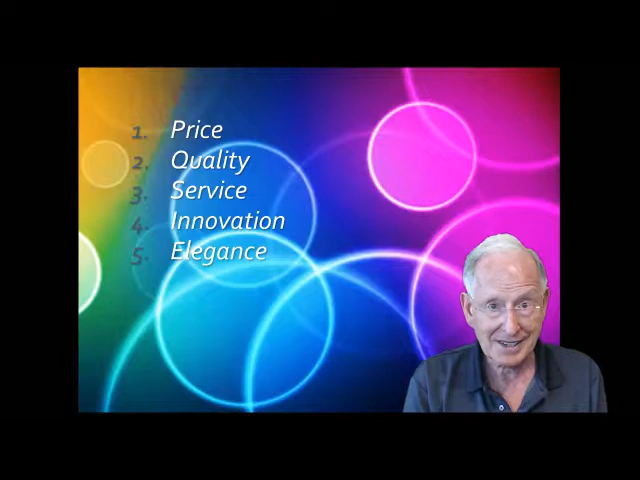 1. Price
2. Quality
3. Service
4. Innovation
5. Elegance